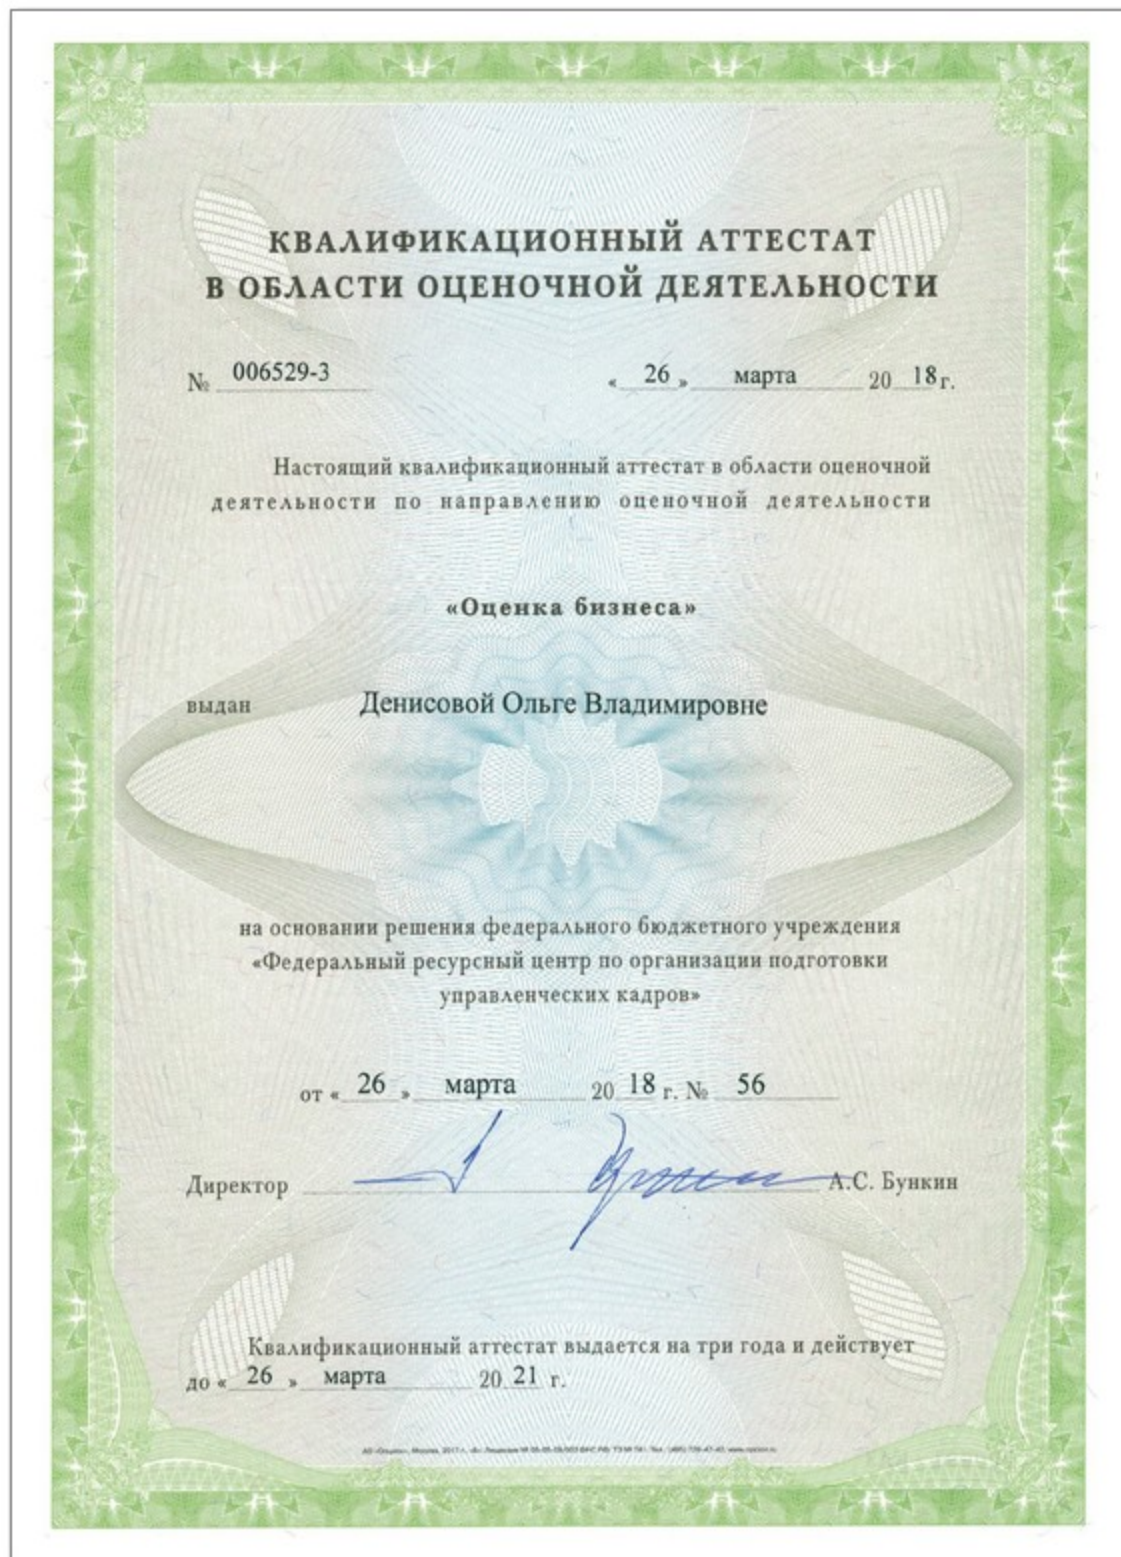 КВАЛИФИКАЦИОННЫЙ АТТЕСТАТ
В ОБЛАСТИ ОЦЕНОЧНОЙ ДЕЯТЕЛЬНОСТИ
№ 006529-3 « 26 » марта 20 18 г.
Настоящий квалификационный аттестат в области оценочной
деятельности по направлению оценочной деятельности
«Оценка бизнеса»
выдан Денисовой Ольге Владимировне
на основании решения федерального бюджетного учреждения
«Федеральный ресурсный центр по организации подготовки
управленческих кадров»
от « 26 » марта 20 18 г. № 56
Директор А.С. Бункин
Квалификационный аттестат выдается на три года и действует
до « 26 » марта 20 21 г.